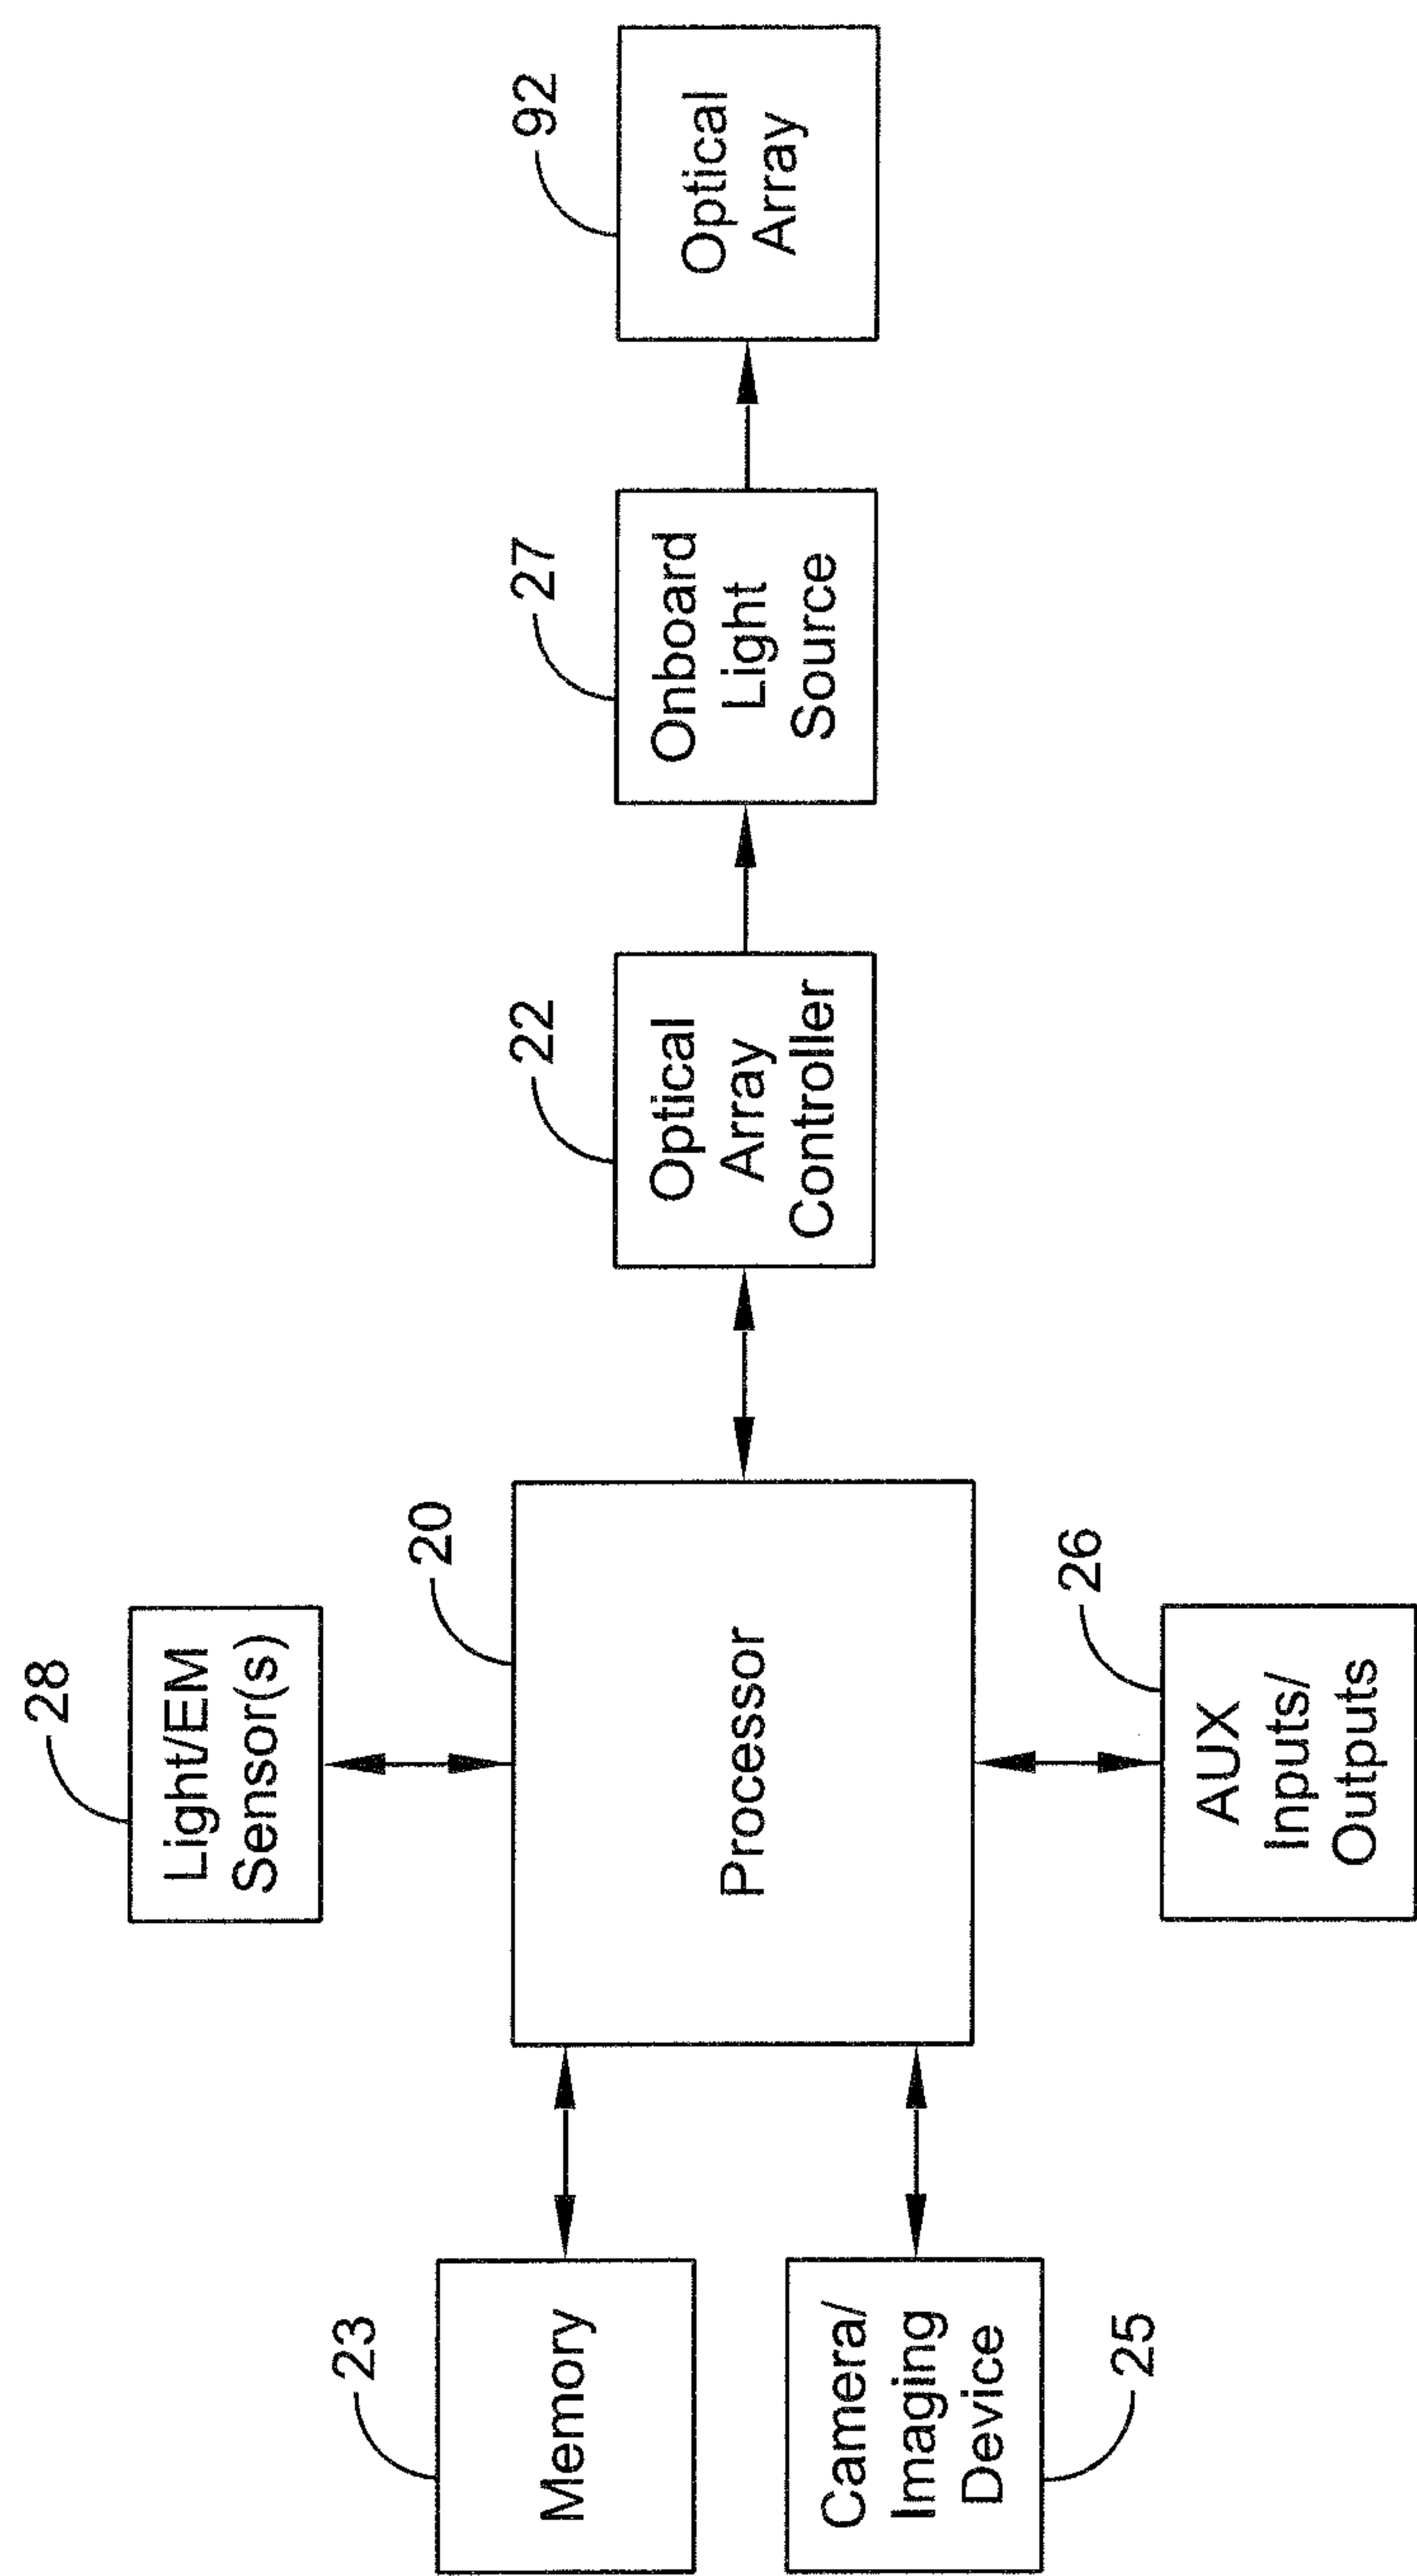 28
Light/EM
Sensor(s)
23
Memory
20
Processor
22
Optical
Array
Controller
27
Onboard
Light
Source
92
Optical
Array
Camera/
Imaging
Device
25
26
AUX
Inputs/
Outputs